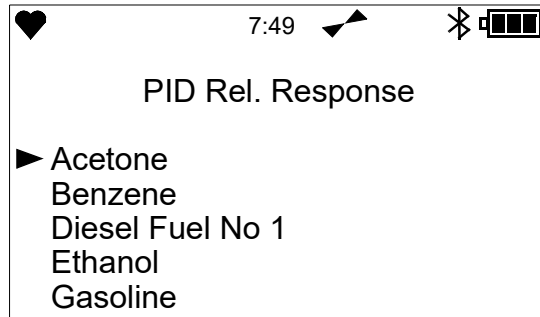 7:49
PID Rel. Response
Acetone
Benzene
Diesel Fuel No 1
Ethanol
Gasoline